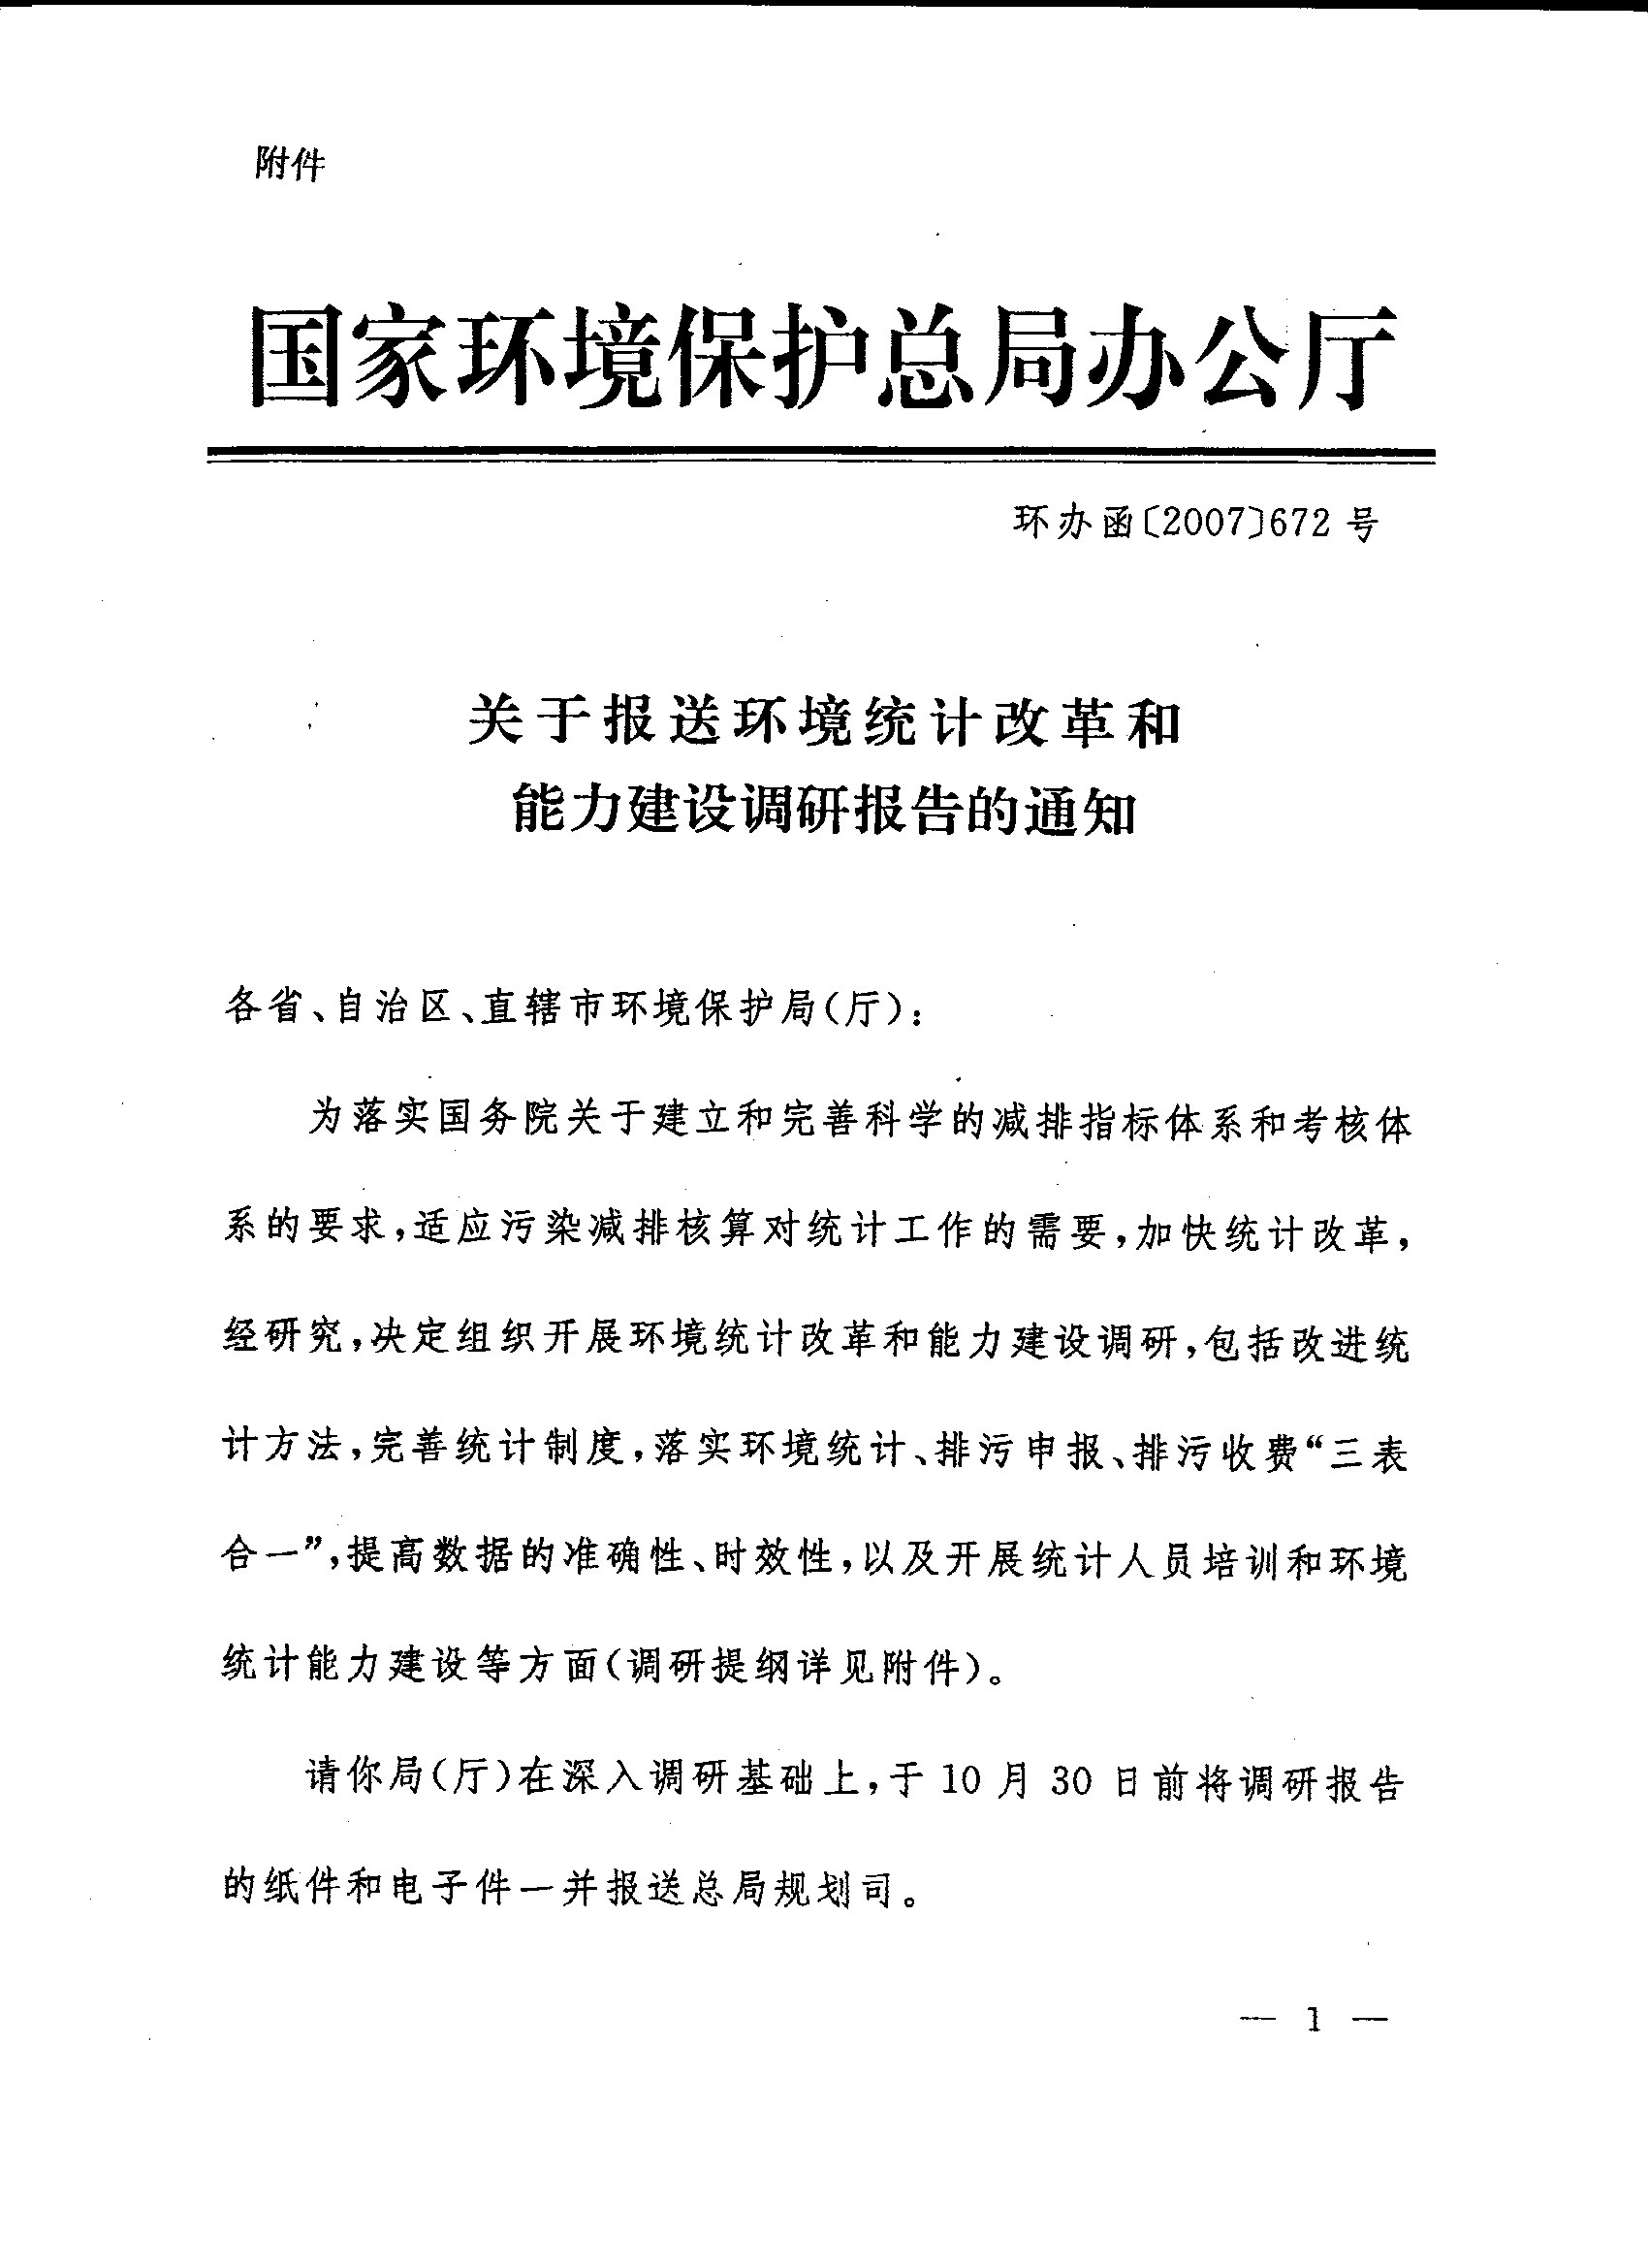 附件
国家环境保护总局办公厅
环办函〔2007〕672 号
关于报送环境统计改革和
能力建设调研报告的通知
各省、自治区、直辖市环境保护局(厅):
为落实国务院关于建立和完善科学的减排指标体系和考核体
系的要求,适应污染减排核算对统计工作的需要,加快统计改革,
经研究,决定组织开展环境统计改革和能力建设调研,包括改进统
计方法,完善统计制度,落实环境统计、排污申报、排污收费“三表
合一”,提高数据的准确性、时效性,以及开展统计人员培训和环境
统计能力建设等方面(调研提纲详见附件)。
请你局(厅)在深入调研基础上,于 10 月 30 日前将调研报告
的纸件和电子件一并报送总局规划司。
— 1 —